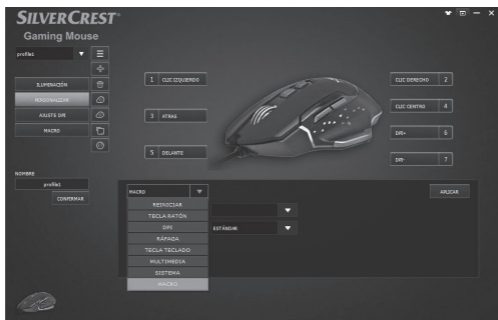 SILVERCREST®
Gaming Mouse
profile1
ILUMINACIÓN
PERSONALIZAR
AJUSTE DPI
MACRO
NOMBRE
profile1
CONFIRMAR
1 CLIC IZQUIERDO
3 ATRAS
5 DELANTE
CLIC DERECHO 2
CLIC CENTRO 4
DPI+ 6
DPI- 7
MACRO
APLICAR
REINICIAR
TECLA RATÓN
DPI
ESTÁNDAR
RÁFAGA
TECLA TECLADO
MULTIMEDIA
SISTEMA
MACRO